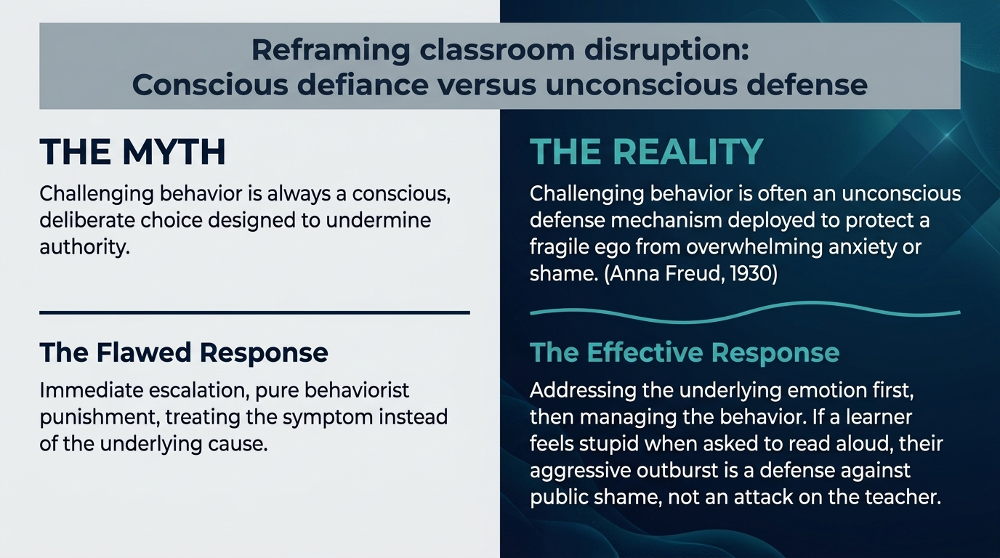 Reframing classroom disruption:
Conscious defiance versus unconscious defense
THE MYTH
Challenging behavior is always a conscious,
deliberate choice designed to undermine
authority.
The Flawed Response
Immediate escalation, pure behaviorist
punishment, treating the symptom instead
of the underlying cause.
THE REALITY
Challenging behavior is often an unconscious
defense mechanism deployed to protect a
fragile ego from overwhelming anxiety or
shame. (Anna Freud, 1930)
The Effective Response
Addressing the underlying emotion first,
then managing the behavior. If a learner
feels stupid when asked to read aloud, their
aggressive outburst is a defense against
public shame, not an attack on the teacher.